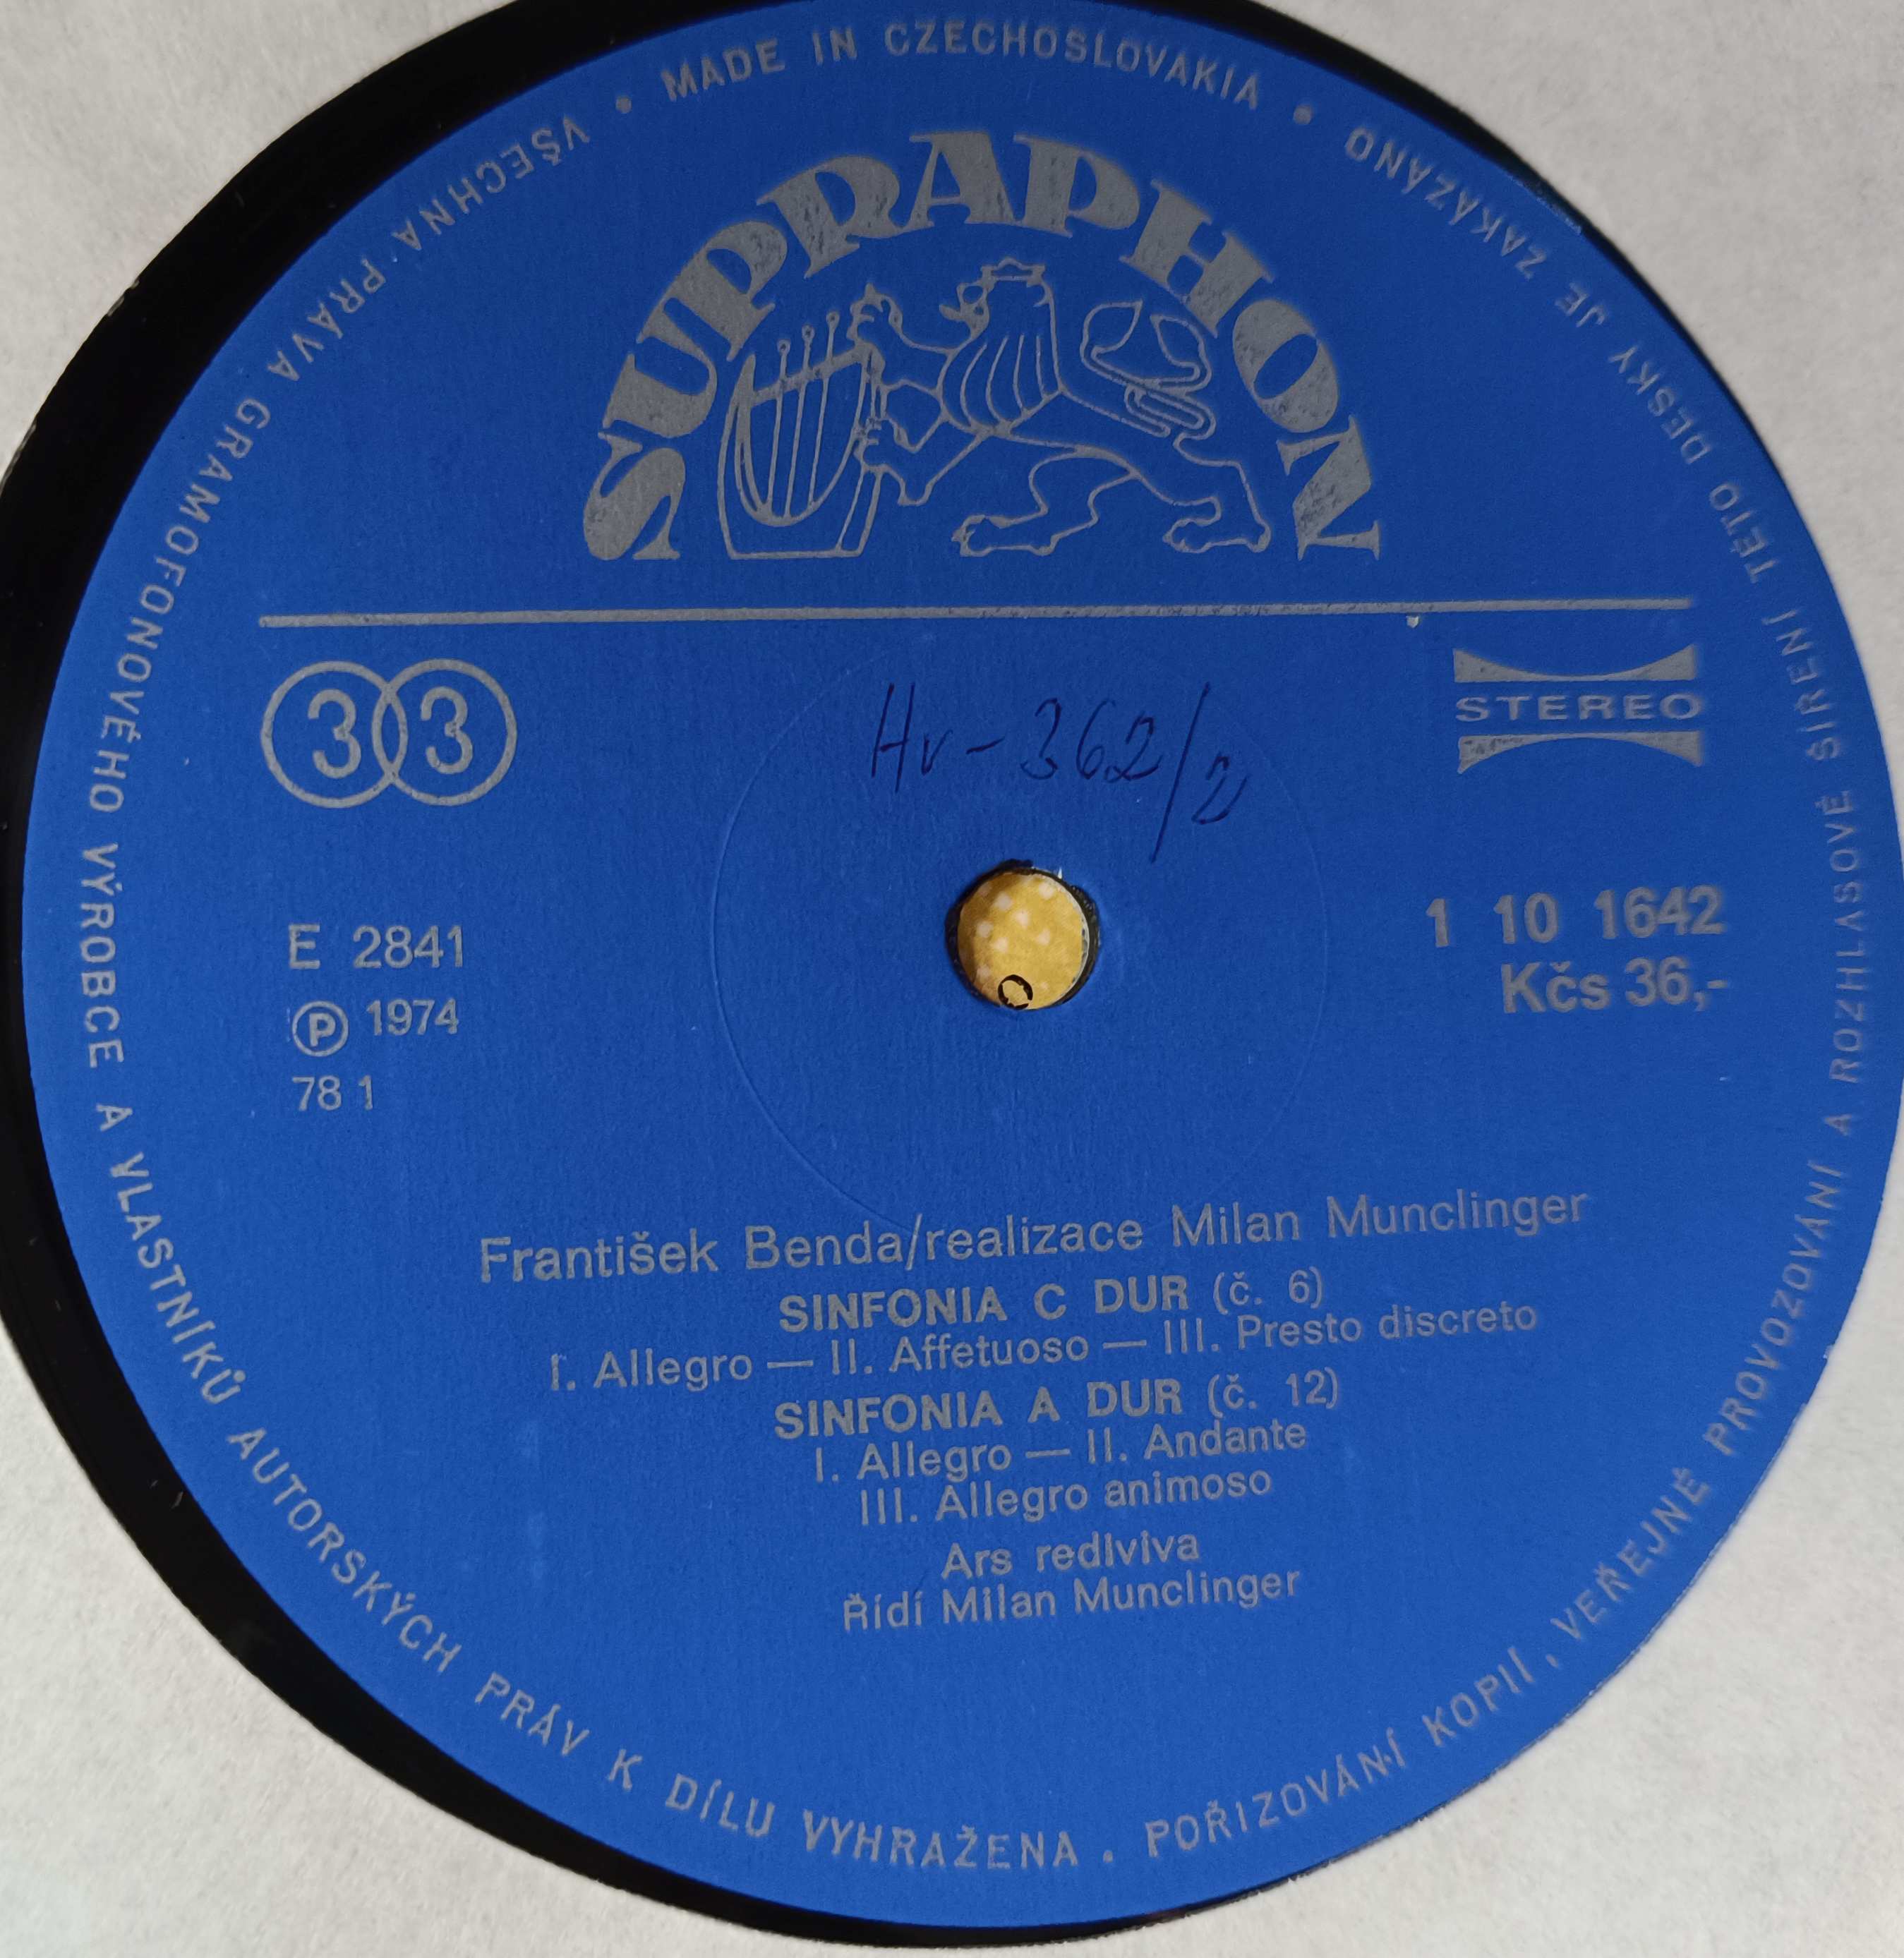 • MADE IN CZECHOSLOVAKIA •
SUPRAPHON
33
STEREO
Hv-362/2
E 2841
Ⓟ 1974
78 1
1 10 1642
Kčs 36,-
František Benda/realizace Milan Munclinger
SINFONIA C DUR (č. 6)
I. Allegro — II. Affetuoso — III. Presto discreto
SINFONIA A DUR (č. 12)
I. Allegro — II. Andante
III. Allegro animoso
Ars rediviva
Řídí Milan Munclinger
VŠECHNA PRÁVA GRAMOFONOVÉHO VÝROBCE A VLASTNÍKŮ AUTORSKÝCH PRÁV K DÍLU VYHRAŽENA . POŘIZOVÁNÍ KOPIÍ, VEŘEJNÉ PROVOZOVÁNÍ A ROZHLASOVÉ ŠÍŘENÍ TÉTO DESKY JE ZAKÁZÁNO